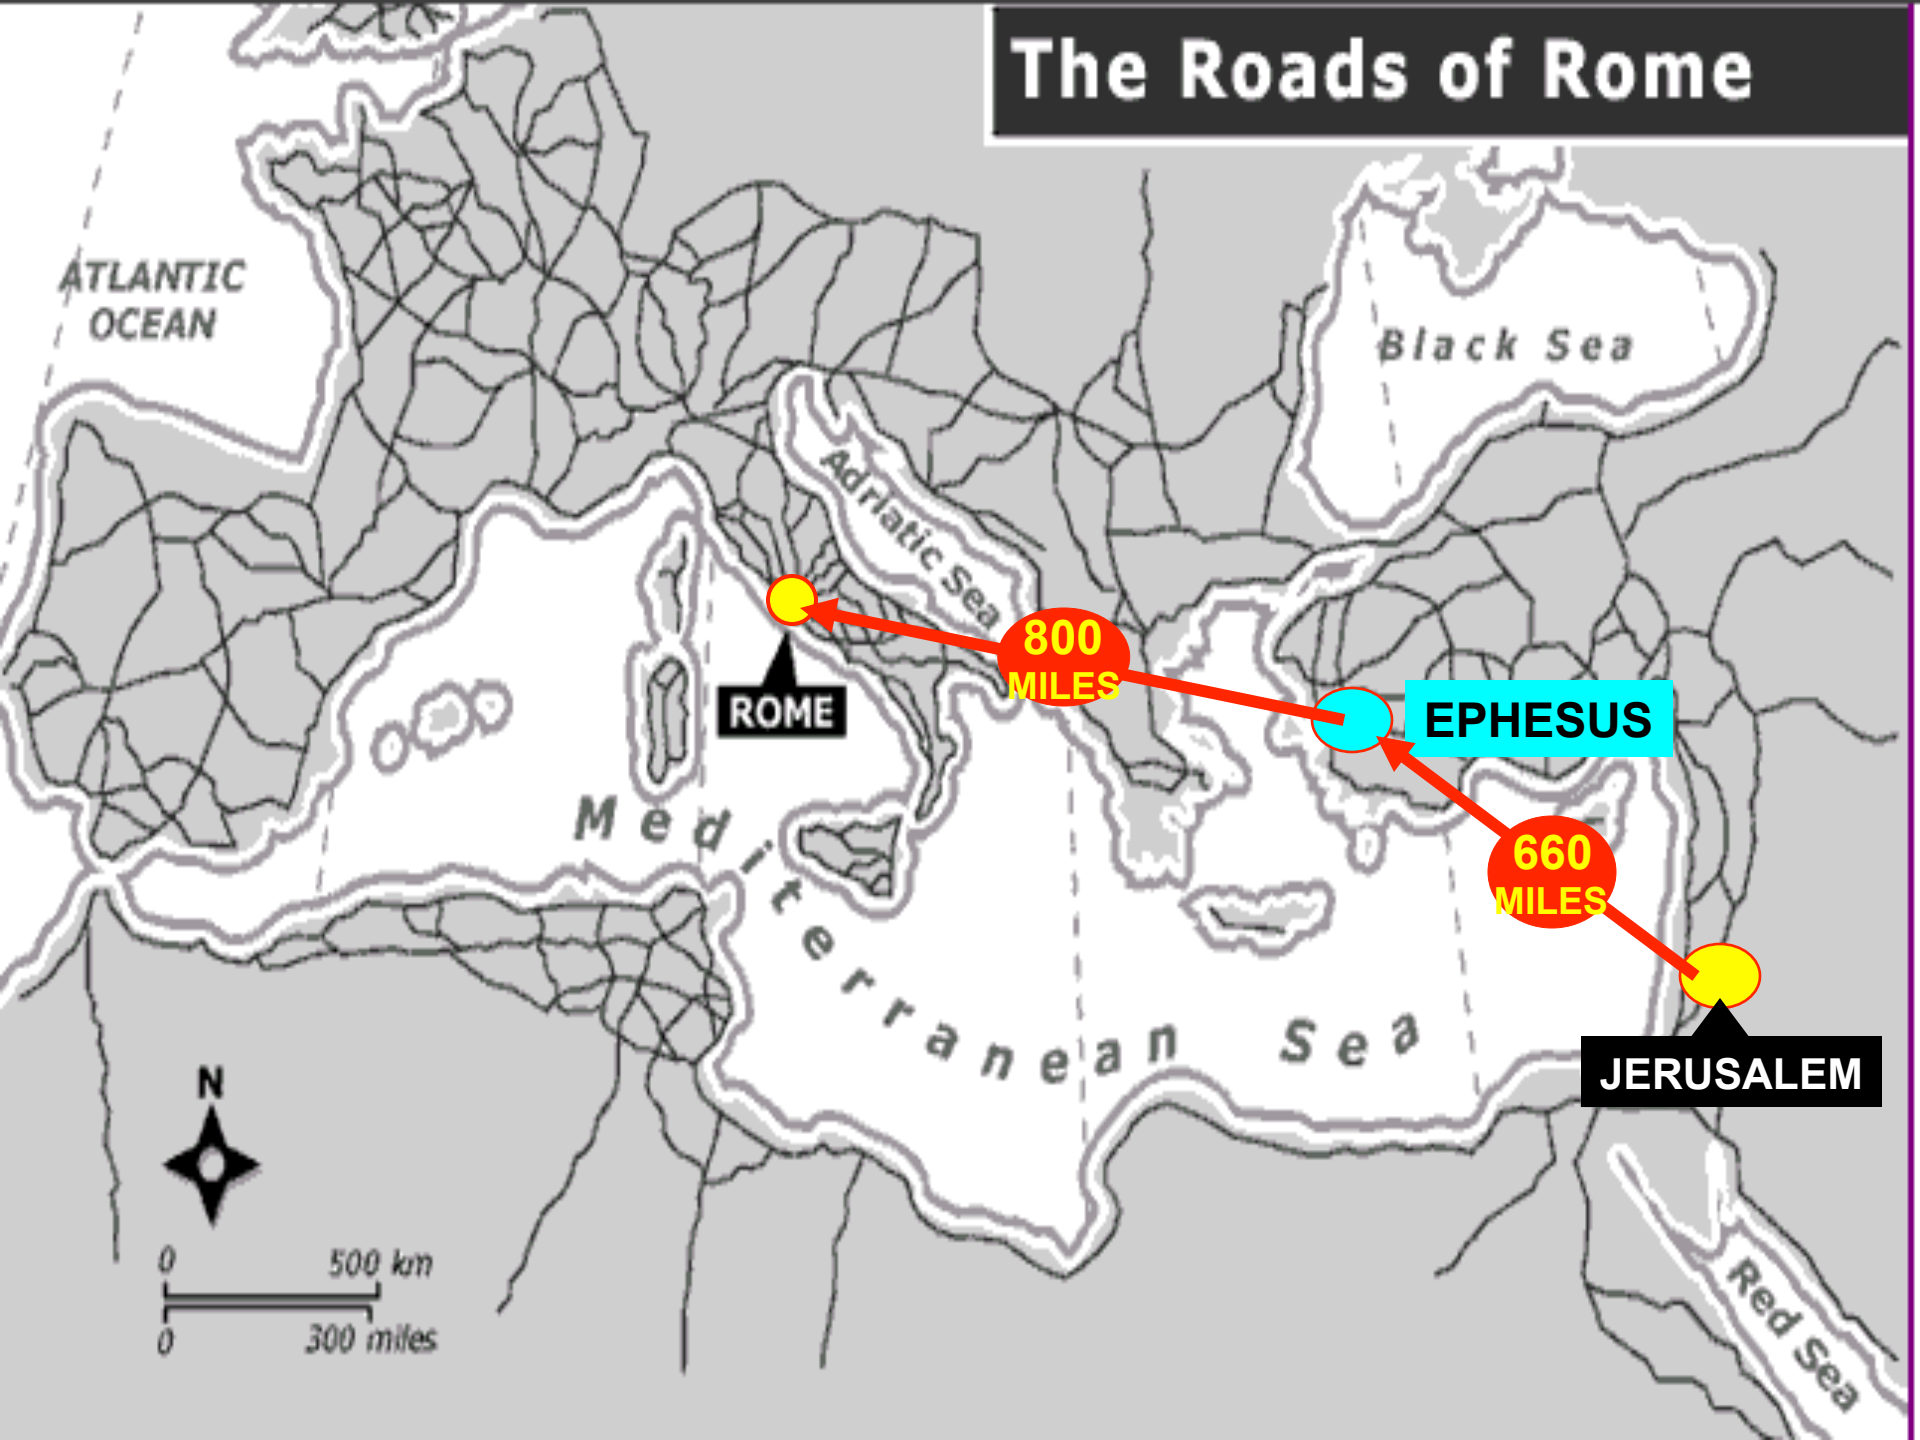 The Roads of Rome
ATLANTIC
OCEAN
Black Sea
Adriatic Sea
800
MILES
ROME
EPHESUS
Mediterranean Sea
660
MILES
JERUSALEM
N
0 500 km
0 300 miles
Red Sea